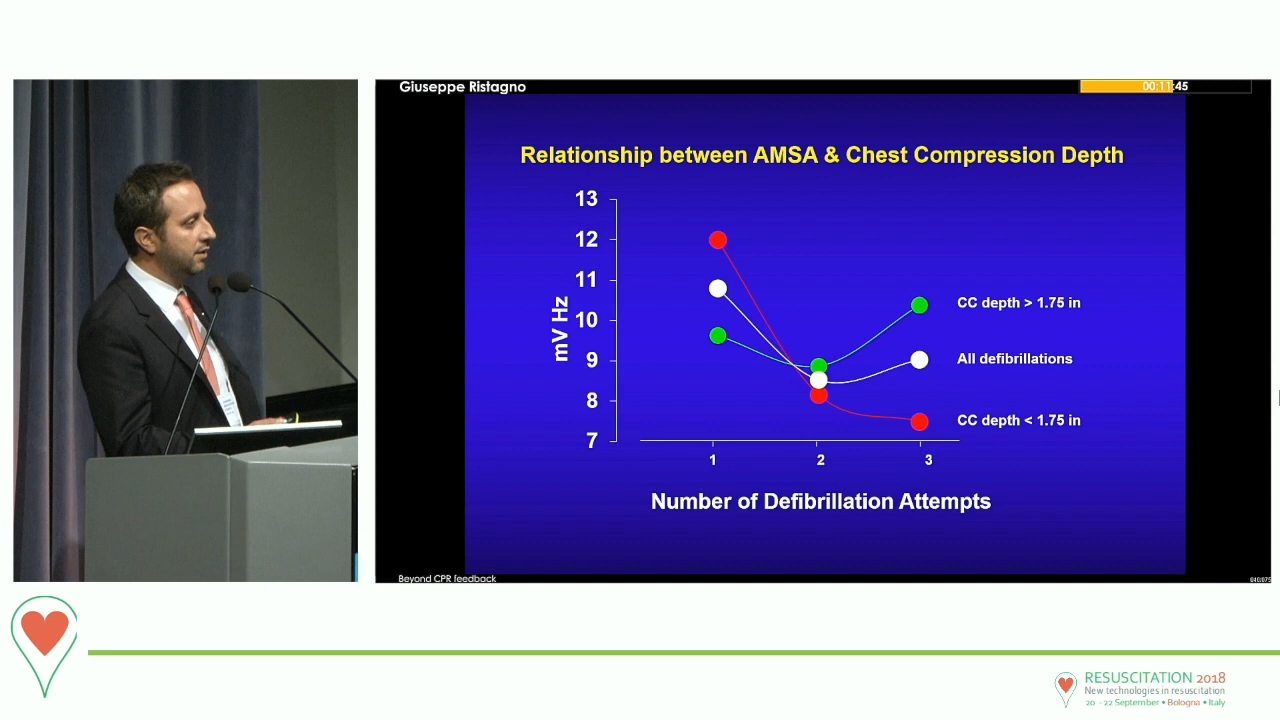 Giuseppe Ristagno
00:11:45
Relationship between AMSA & Chest Compression Depth
13
12
11
10
9
8
7
mV Hz
CC depth > 1.75 in
All defibrillations
CC depth < 1.75 in
1 2 3
Number of Defibrillation Attempts
Beyond CPR feedback
RESUSCITATION 2018
New technologies in resuscitation
20 - 22 September • Bologna • Italy